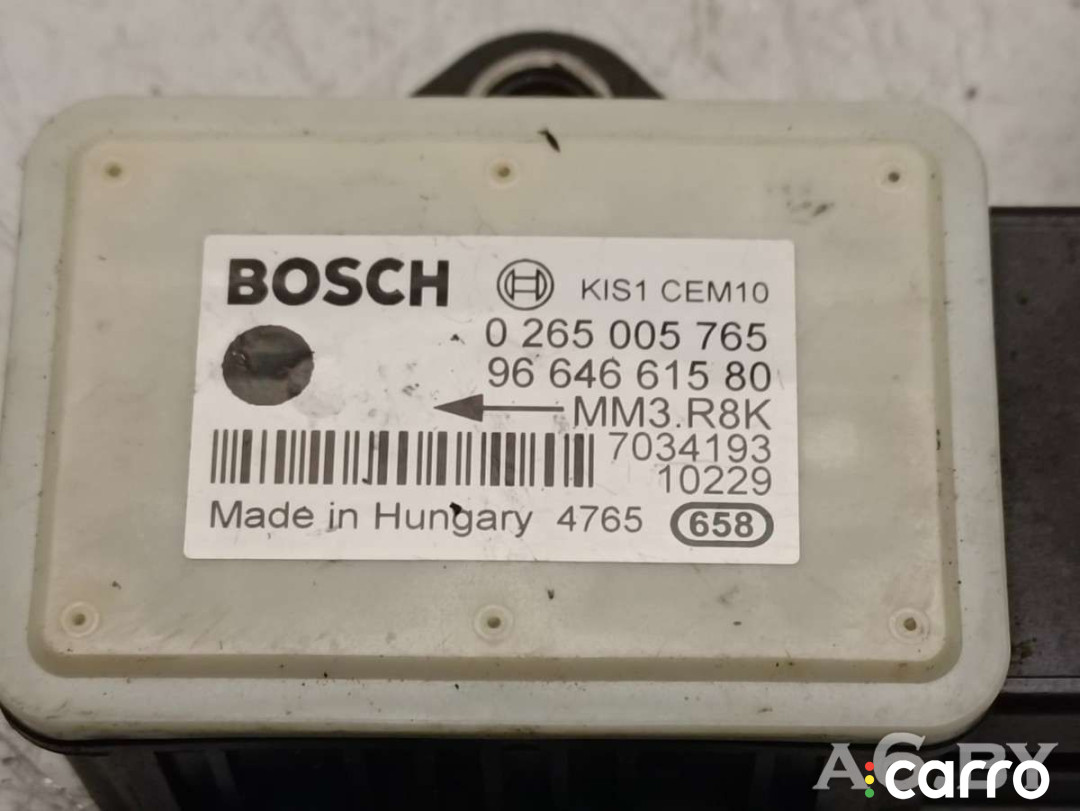 BOSCH
KIS1 CEM10
0 265 005 765
96 646 615 80
MM3.R8K
7034193
10229
Made in Hungary 4765
658
carro